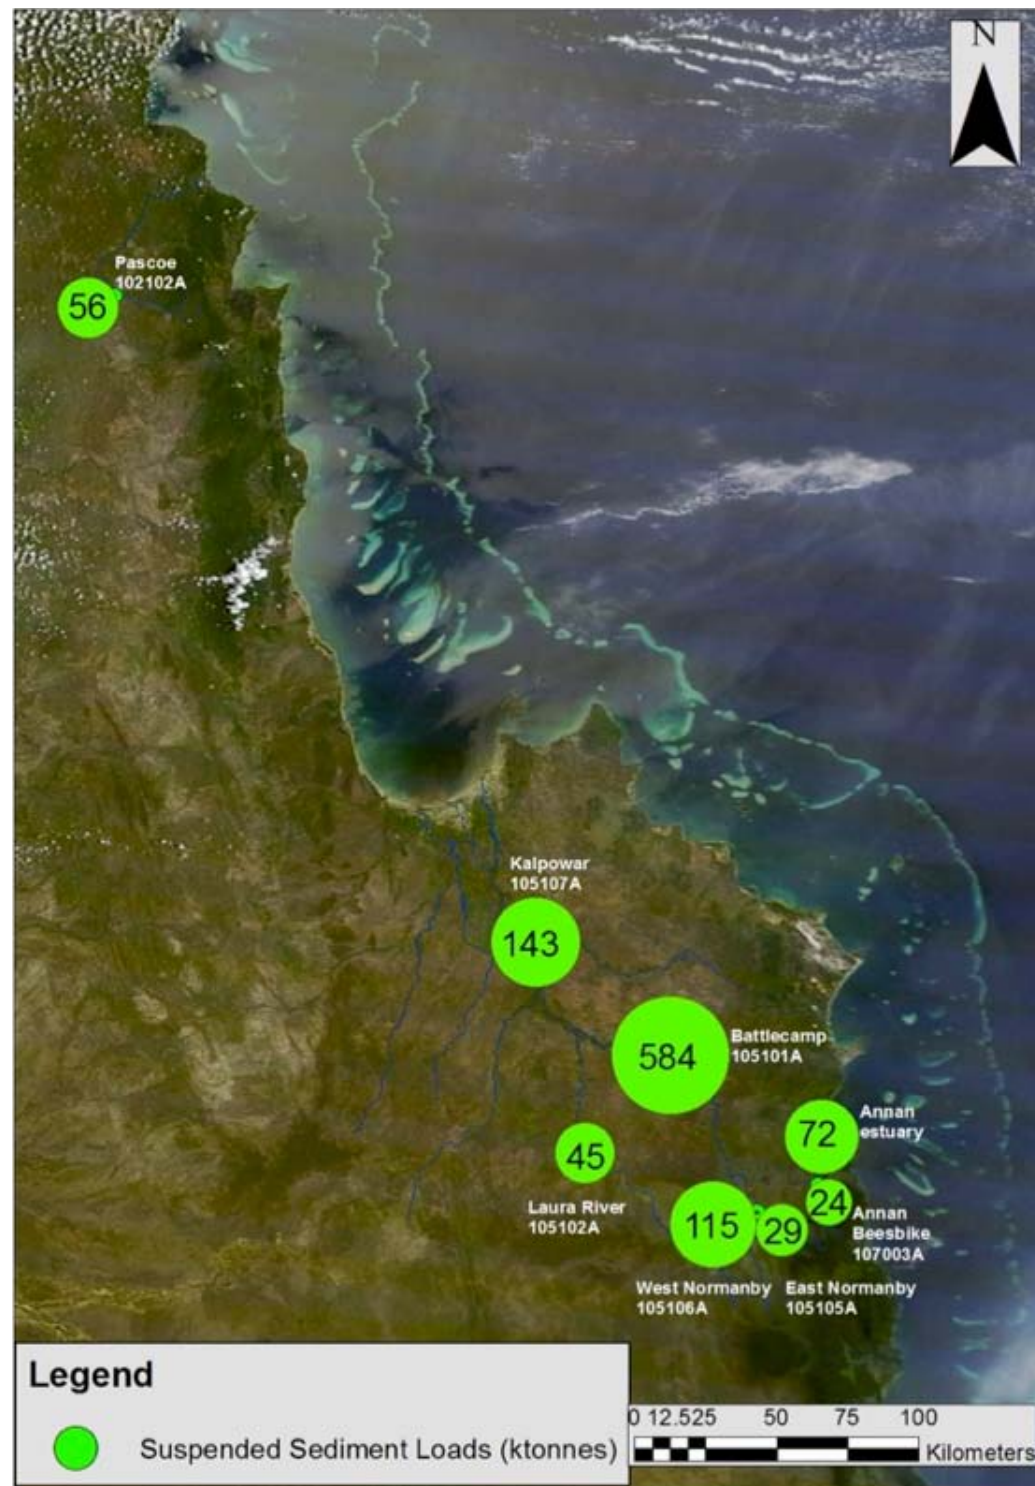 N
Pascoe
102102A
56
Kalpowar
105107A
143
584
Battlecamp
105101A
72
Annan
estuary
45
Laura River
105102A
24
Annan
Beesbike
107003A
115
29
West Normanby
105106A
East Normanby
105105A
Legend
Suspended Sediment Loads (ktonnes)
0 12.525 50 75 100
Kilometers